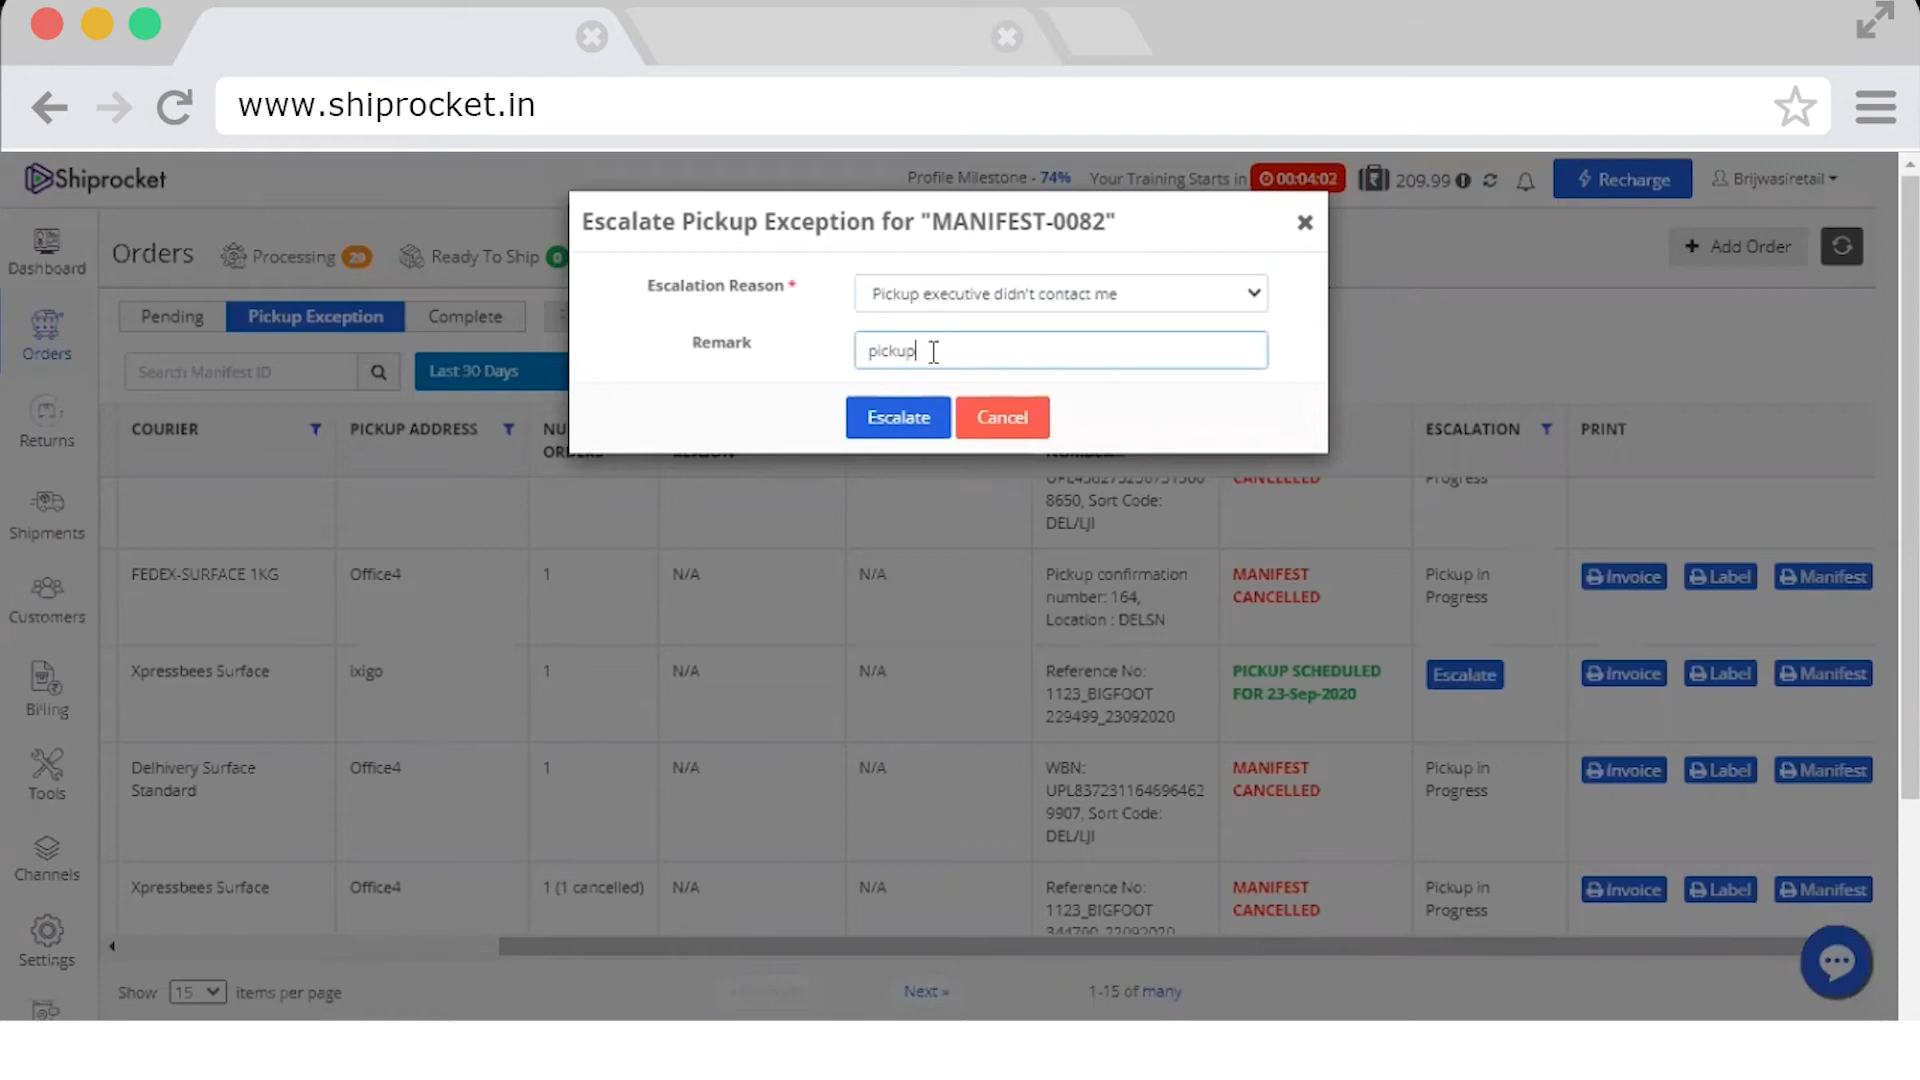 www.shiprocket.in
Shiprocket
Profile Milestone - 74% Your Training Starts in 00:04:02 209.99 Recharge Brijwasiretail
Escalate Pickup Exception for "MANIFEST-0082"
Dashboard
Orders Processing 29 Ready To Ship 0 Add Order
Escalation Reason * Pickup executive didn't contact me
Pending Pickup Exception Complete
Orders
Remark pickup
Search Manifest ID Last 30 Days
Escalate Cancel
Returns
COURIER PICKUP ADDRESS ESCALATION PRINT
ORDERS
8650, Sort Code:
DEL/LJI
CANCELLED Progress
Shipments
FEDEX-SURFACE 1KG Office4 1 N/A N/A Pickup confirmation MANIFEST Pickup in Invoice Label Manifest
number: 164, CANCELLED Progress
Location : DELSN
Customers
Xpressbees Surface ixigo 1 N/A N/A Reference No: PICKUP SCHEDULED Escalate Invoice Label Manifest
1123_BIGFOOT FOR 23-Sep-2020
229499_23092020
Billing
Delhivery Surface Office4 1 N/A N/A WBN: MANIFEST Pickup in Invoice Label Manifest
Standard UPL837231164696462 CANCELLED Progress
9907, Sort Code:
DEL/LJI
Tools
Channels
Xpressbees Surface Office4 1 (1 cancelled) N/A N/A Reference No: MANIFEST Pickup in Invoice Label Manifest
1123_BIGFOOT CANCELLED Progress
344700_22092020
Settings
Show 15 items per page Next » 1-15 of many